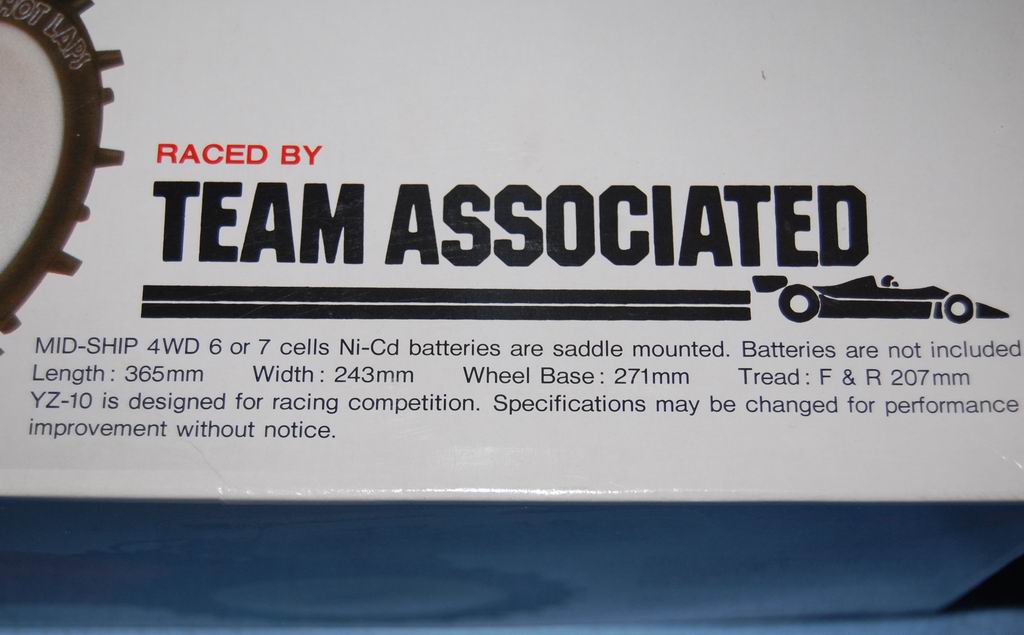 HOT LAPS
RACED BY
TEAM ASSOCIATED
MID-SHIP 4WD 6 or 7 cells Ni-Cd batteries are saddle mounted. Batteries are not included
Length: 365mm Width: 243mm Wheel Base: 271mm Tread: F & R 207mm
YZ-10 is designed for racing competition. Specifications may be changed for performance
improvement without notice.